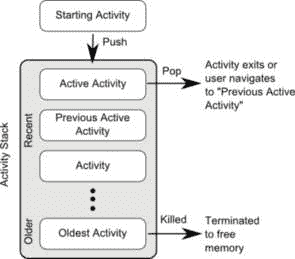 Starting Activity
Push
Active Activity
Pop
Activity exits or
user navigates
to "Previous Active
Activity"
Previous Active
Activity
Activity
Oldest Activity
Killed
Terminated
to free
memory
Activity Stack
Recent
Older